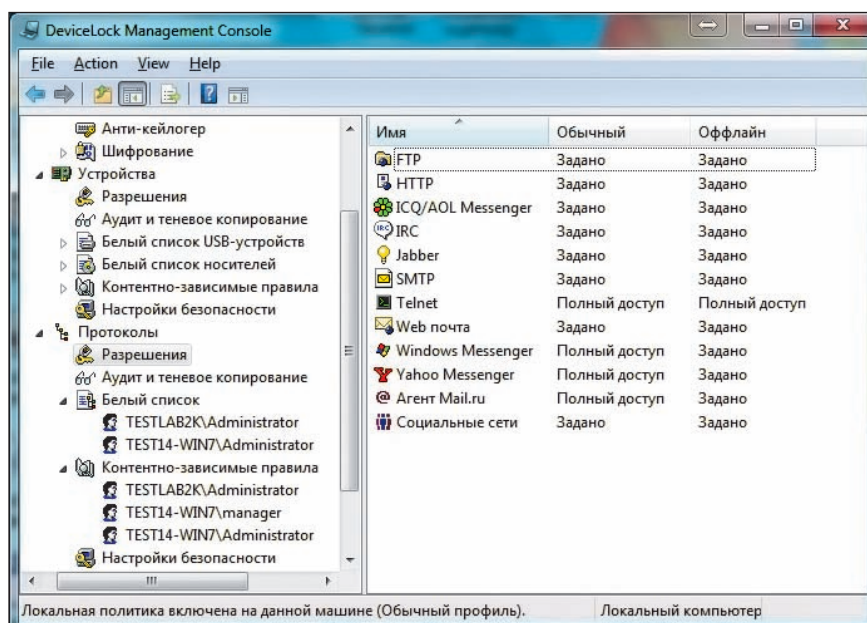 DeviceLock Management Console
File Action View Help
Анти-кейлогер
Шифрование
Устройства
Разрешения
Аудит и теневое копирование
Белый список USB-устройств
Белый список носителей
Контентно-зависимые правила
Настройки безопасности
Протоколы
Разрешения
Аудит и теневое копирование
Белый список
TESTLAB2K\Administrator
TEST14-WIN7\Administrator
Контентно-зависимые правила
TESTLAB2K\Administrator
TEST14-WIN7\manager
TEST14-WIN7\Administrator
Настройки безопасности
Имя Обычный Оффлайн
FTP Задано Задано
HTTP Задано Задано
ICQ/AOL Messenger Задано Задано
IRC Задано Задано
Jabber Задано Задано
SMTP Задано Задано
Telnet Полный доступ Полный доступ
Web почта Задано Задано
Windows Messenger Полный доступ Задано
Yahoo Messenger Полный доступ Задано
Агент Mail.ru Полный доступ Задано
Социальные сети Задано Задано
Локальная политика включена на данной машине (Обычный профиль). Локальный компьютер